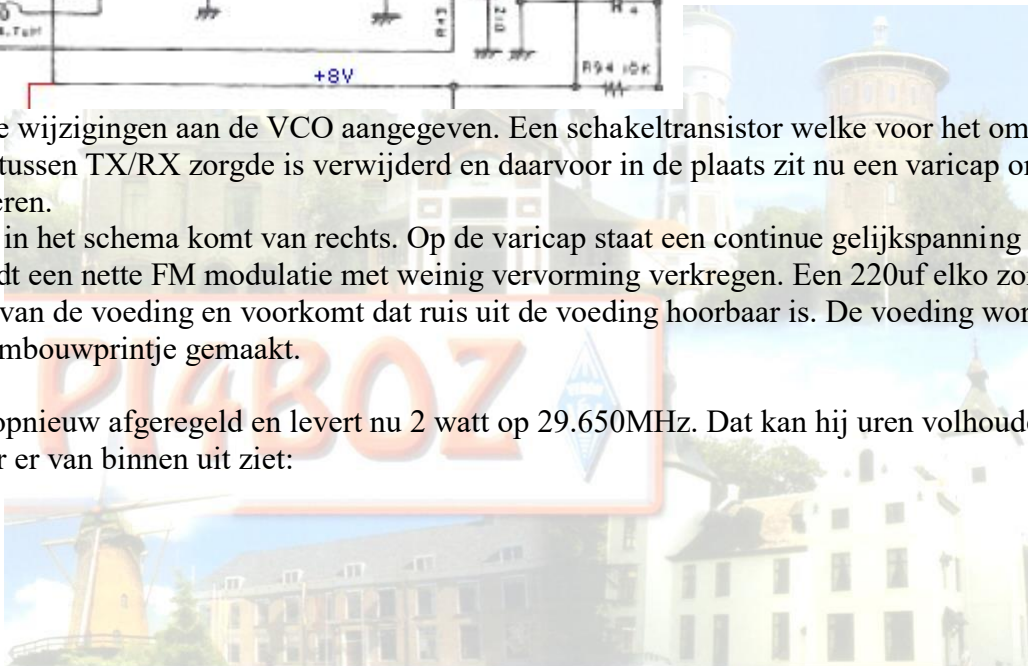 +8V
R94 10K
e wijzigingen aan de VCO aangegeven. Een schakeltransistor welke voor het om
tussen TX/RX zorgde is verwijderd en daarvoor in de plaats zit nu een varicap o
eren.
in het schema komt van rechts. Op de varicap staat een continue gelijkspanning
dt een nette FM modulatie met weinig vervorming verkregen. Een 220uf elko zo
van de voeding en voorkomt dat ruis uit de voeding hoorbaar is. De voeding wor
mbouwprintje gemaakt.
PI4BOZ
opnieuw afgeregeld en levert nu 2 watt op 29.650MHz. Dat kan hij uren volhoud
r er van binnen uit ziet: